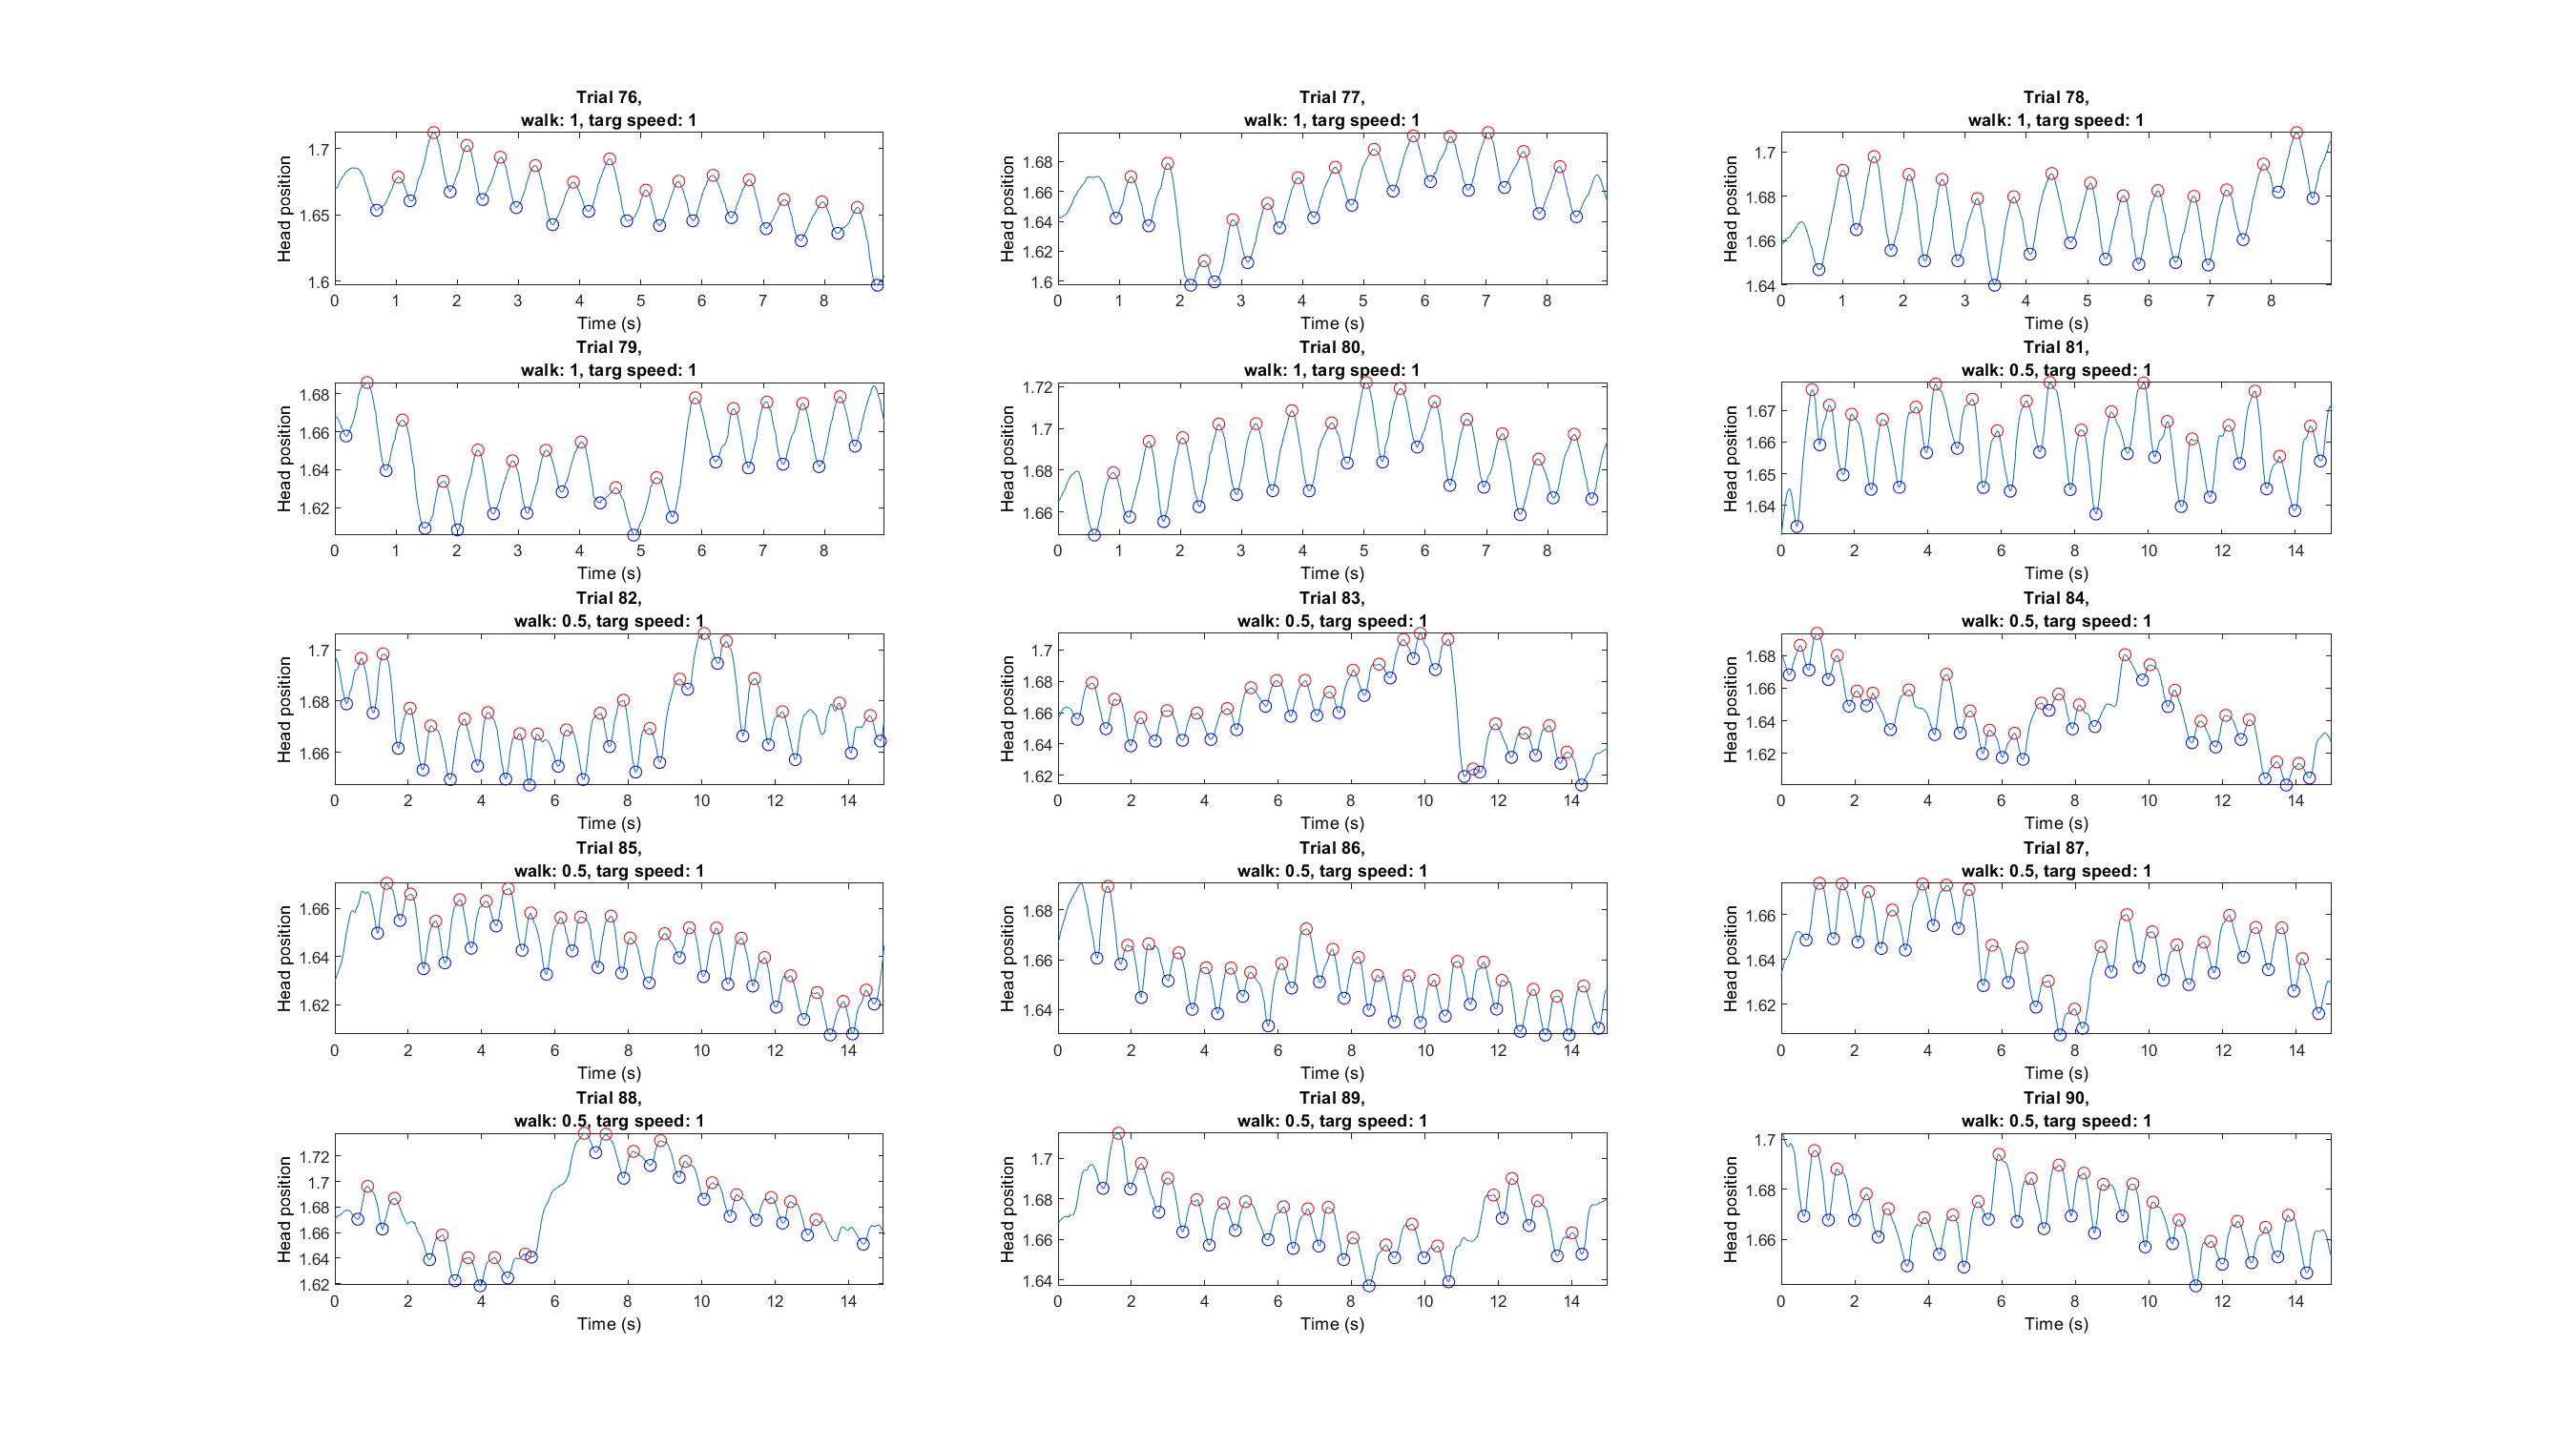 Trial 76,
walk: 1, targ speed: 1
Head position
1.7
1.65
1.6
0 1 2 3 4 5 6 7 8
Time (s)
Trial 77,
walk: 1, targ speed: 1
Head position
1.68
1.66
1.64
1.62
1.6
0 1 2 3 4 5 6 7 8
Time (s)
Trial 78,
walk: 1, targ speed: 1
Head position
1.7
1.68
1.66
1.64
0 1 2 3 4 5 6 7 8
Time (s)
Trial 79,
walk: 1, targ speed: 1
Head position
1.68
1.66
1.64
1.62
0 1 2 3 4 5 6 7 8
Time (s)
Trial 80,
walk: 1, targ speed: 1
Head position
1.72
1.7
1.68
1.66
0 1 2 3 4 5 6 7 8
Time (s)
Trial 81,
walk: 0.5, targ speed: 1
Head position
1.67
1.66
1.65
1.64
0 2 4 6 8 10 12 14
Time (s)
Trial 82,
walk: 0.5, targ speed: 1
Head position
1.7
1.68
1.66
0 2 4 6 8 10 12 14
Time (s)
Trial 83,
walk: 0.5, targ speed: 1
Head position
1.7
1.68
1.66
1.64
1.62
0 2 4 6 8 10 12 14
Time (s)
Trial 84,
walk: 0.5, targ speed: 1
Head position
1.68
1.66
1.64
1.62
0 2 4 6 8 10 12 14
Time (s)
Trial 85,
walk: 0.5, targ speed: 1
Head position
1.66
1.64
1.62
0 2 4 6 8 10 12 14
Time (s)
Trial 86,
walk: 0.5, targ speed: 1
Head position
1.68
1.66
1.64
0 2 4 6 8 10 12 14
Time (s)
Trial 87,
walk: 0.5, targ speed: 1
Head position
1.66
1.64
1.62
0 2 4 6 8 10 12 14
Time (s)
Trial 88,
walk: 0.5, targ speed: 1
Head position
1.72
1.7
1.68
1.66
1.64
1.62
0 2 4 6 8 10 12 14
Time (s)
Trial 89,
walk: 0.5, targ speed: 1
Head position
1.7
1.68
1.66
1.64
0 2 4 6 8 10 12 14
Time (s)
Trial 90,
walk: 0.5, targ speed: 1
Head position
1.7
1.68
1.66
0 2 4 6 8 10 12 14
Time (s)